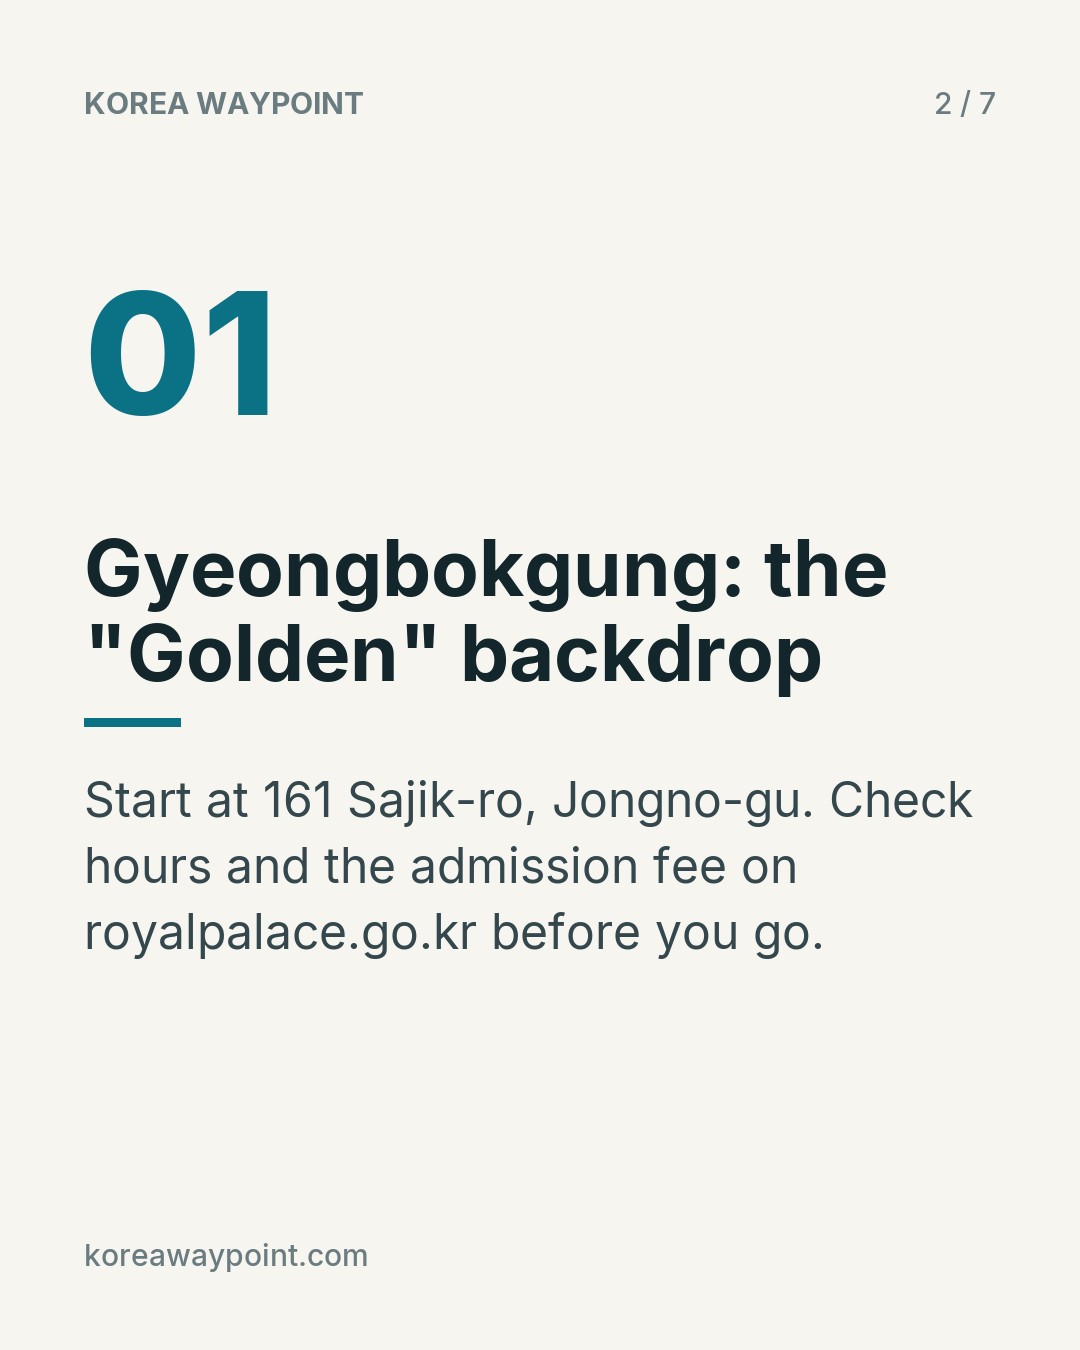 KOREA WAYPOINT
2 / 7
01
Gyeongbokgung: the
"Golden" backdrop
Start at 161 Sajik-ro, Jongno-gu. Check
hours and the admission fee on
royalpalace.go.kr before you go.
koreawaypoint.com